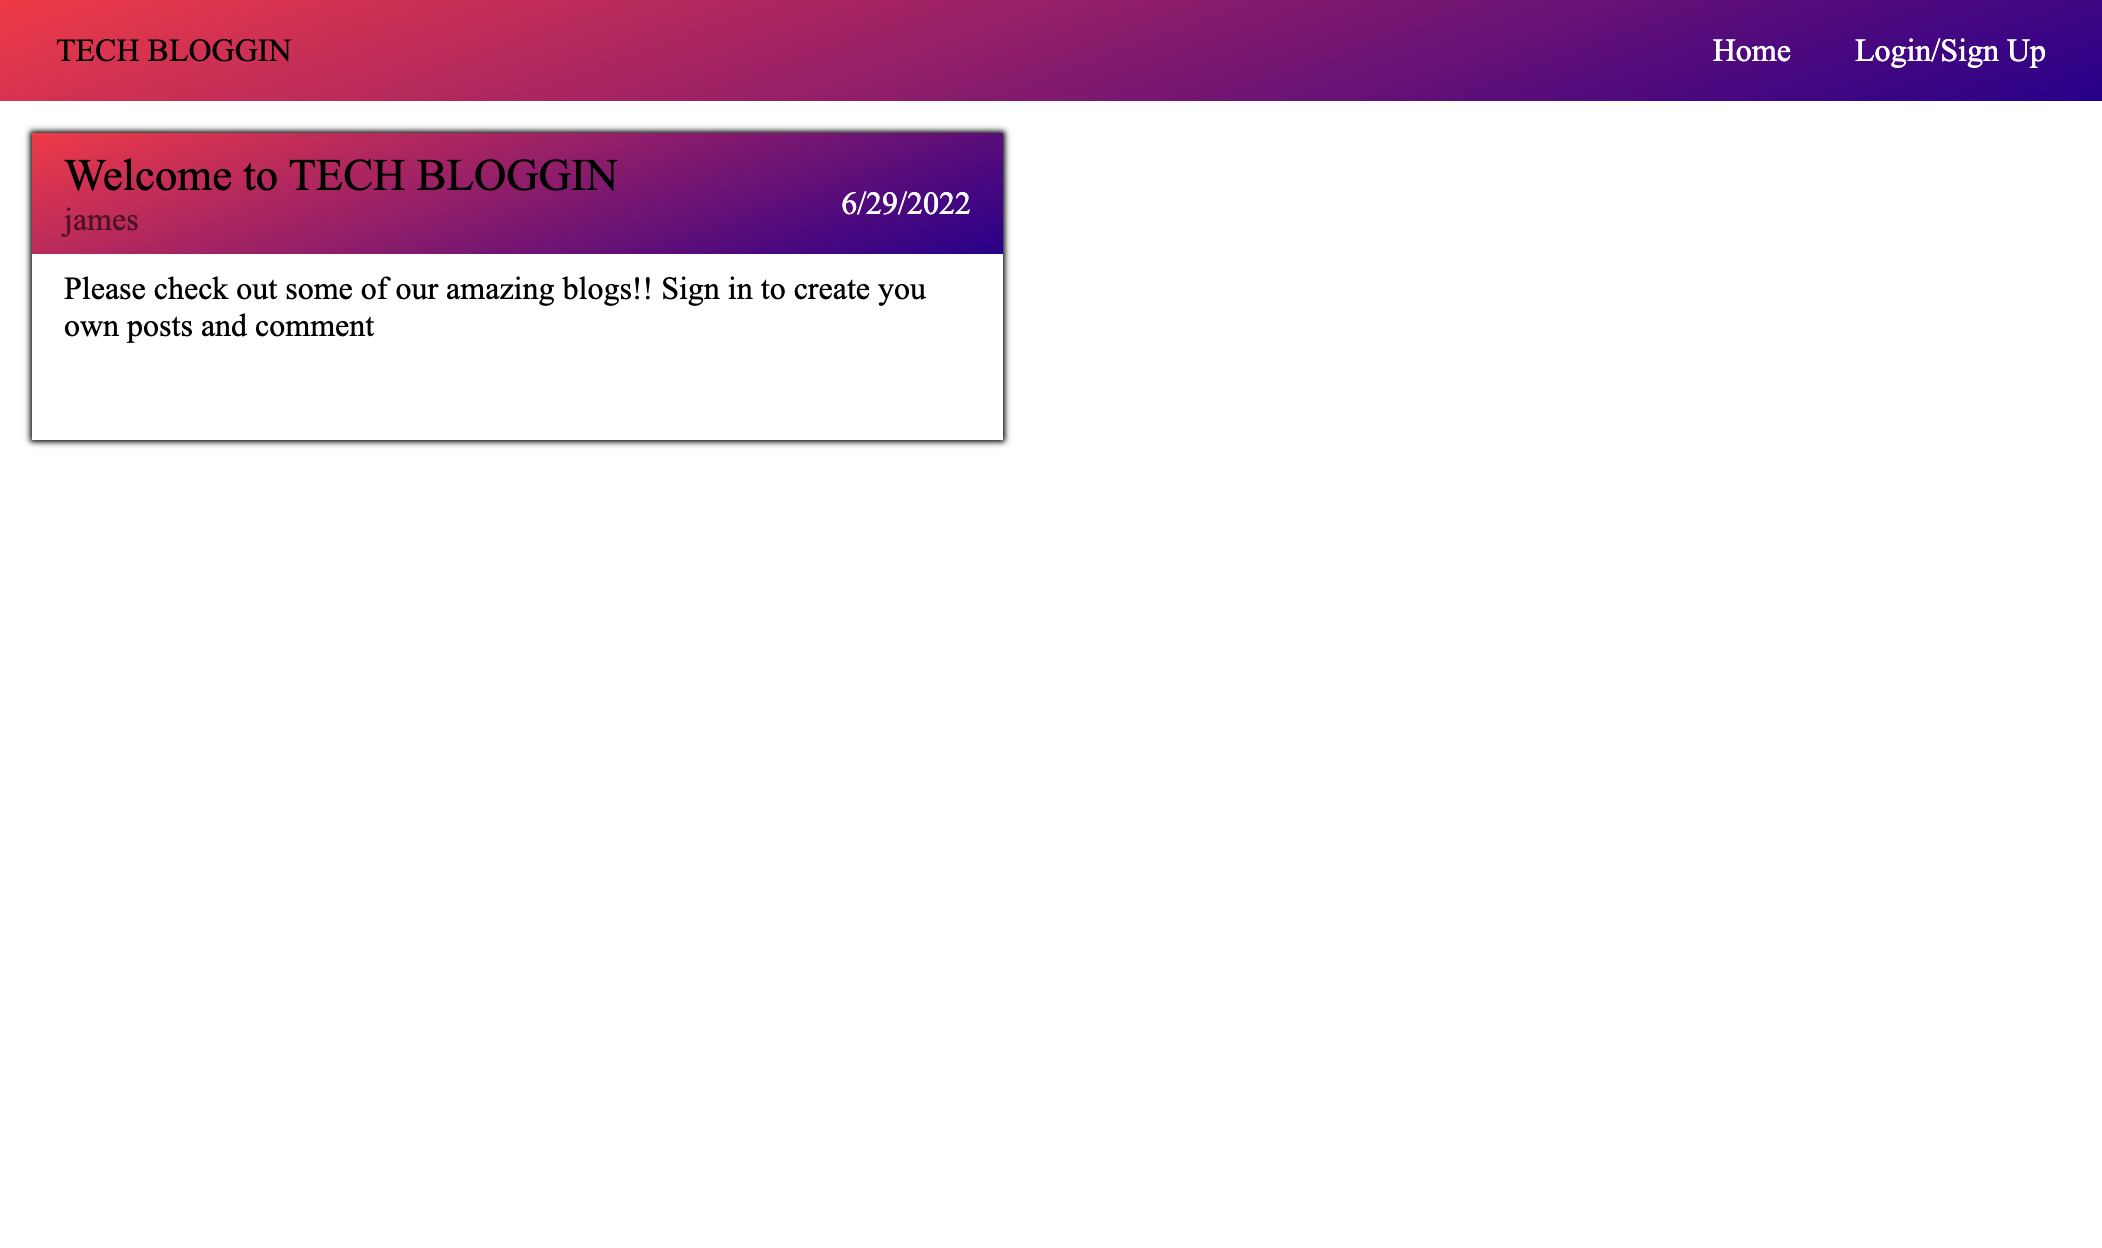 TECH BLOGGIN
Home
Login/Sign Up
Welcome to TECH BLOGGIN
james
6/29/2022
Please check out some of our amazing blogs!! Sign in to create you
own posts and comment